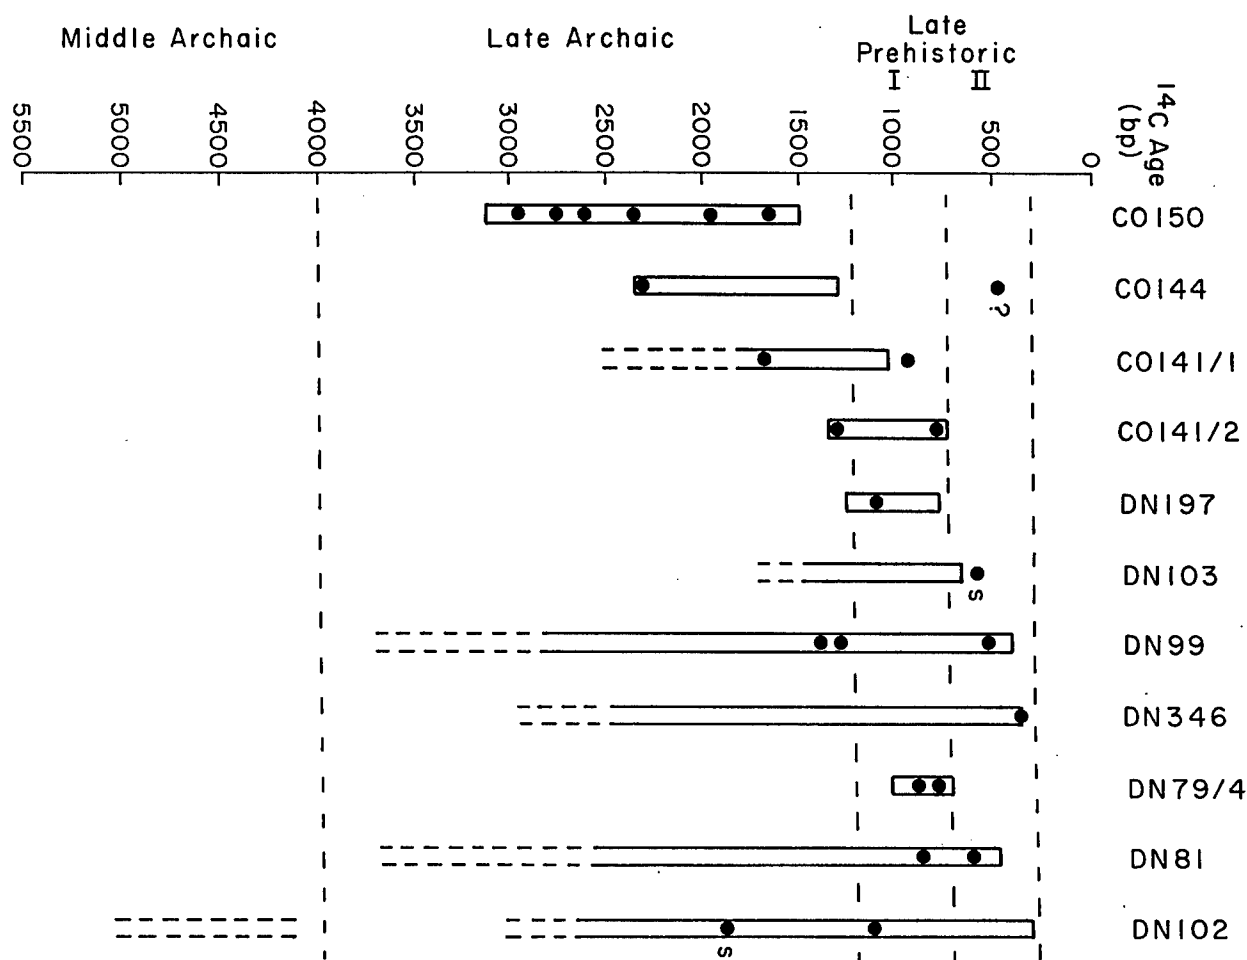 Middle Archaic
Late Archaic
Late
Prehistoric
I
II
14C Age
(bp)
5500
5000
4500
4000
3500
3000
2500
2000
1500
1000
500
0
CO150
CO144
?
CO141/1
CO141/2
DN197
DN103
s
DN99
DN346
DN79/4
DN81
DN102
s